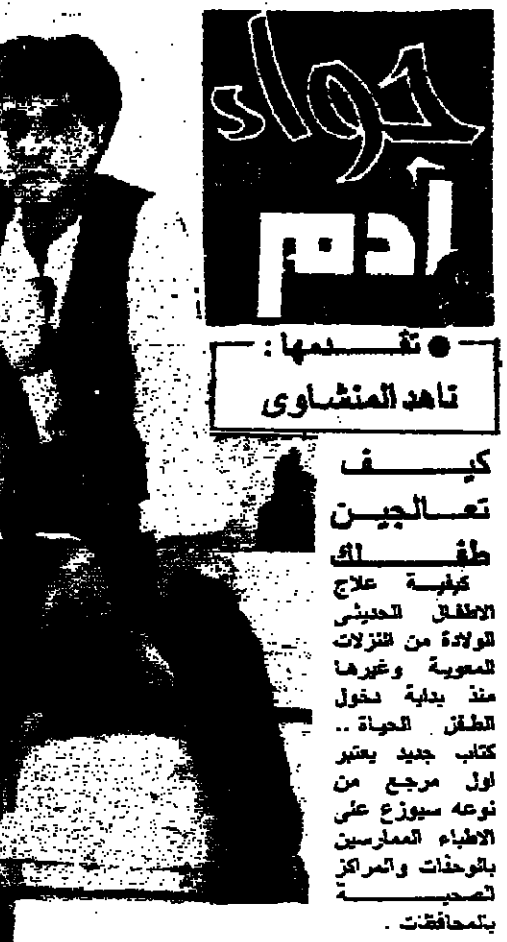 حواء
آدم
● تقدمها :
ناهد المنشاوى
كيف
تعالجين
طفلك
كيفية علاج
الاطفال الحديثى
الولادة من النزلات
المعوية وغيرها
منذ بداية دخول
الطفل الحياة ..
كتاب جديد يعتبر
اول مرجع من
نوعه سيوزع على
الاطباء الممارسين
بالوحدات والمراكز
الصحية
بالمحافظات .